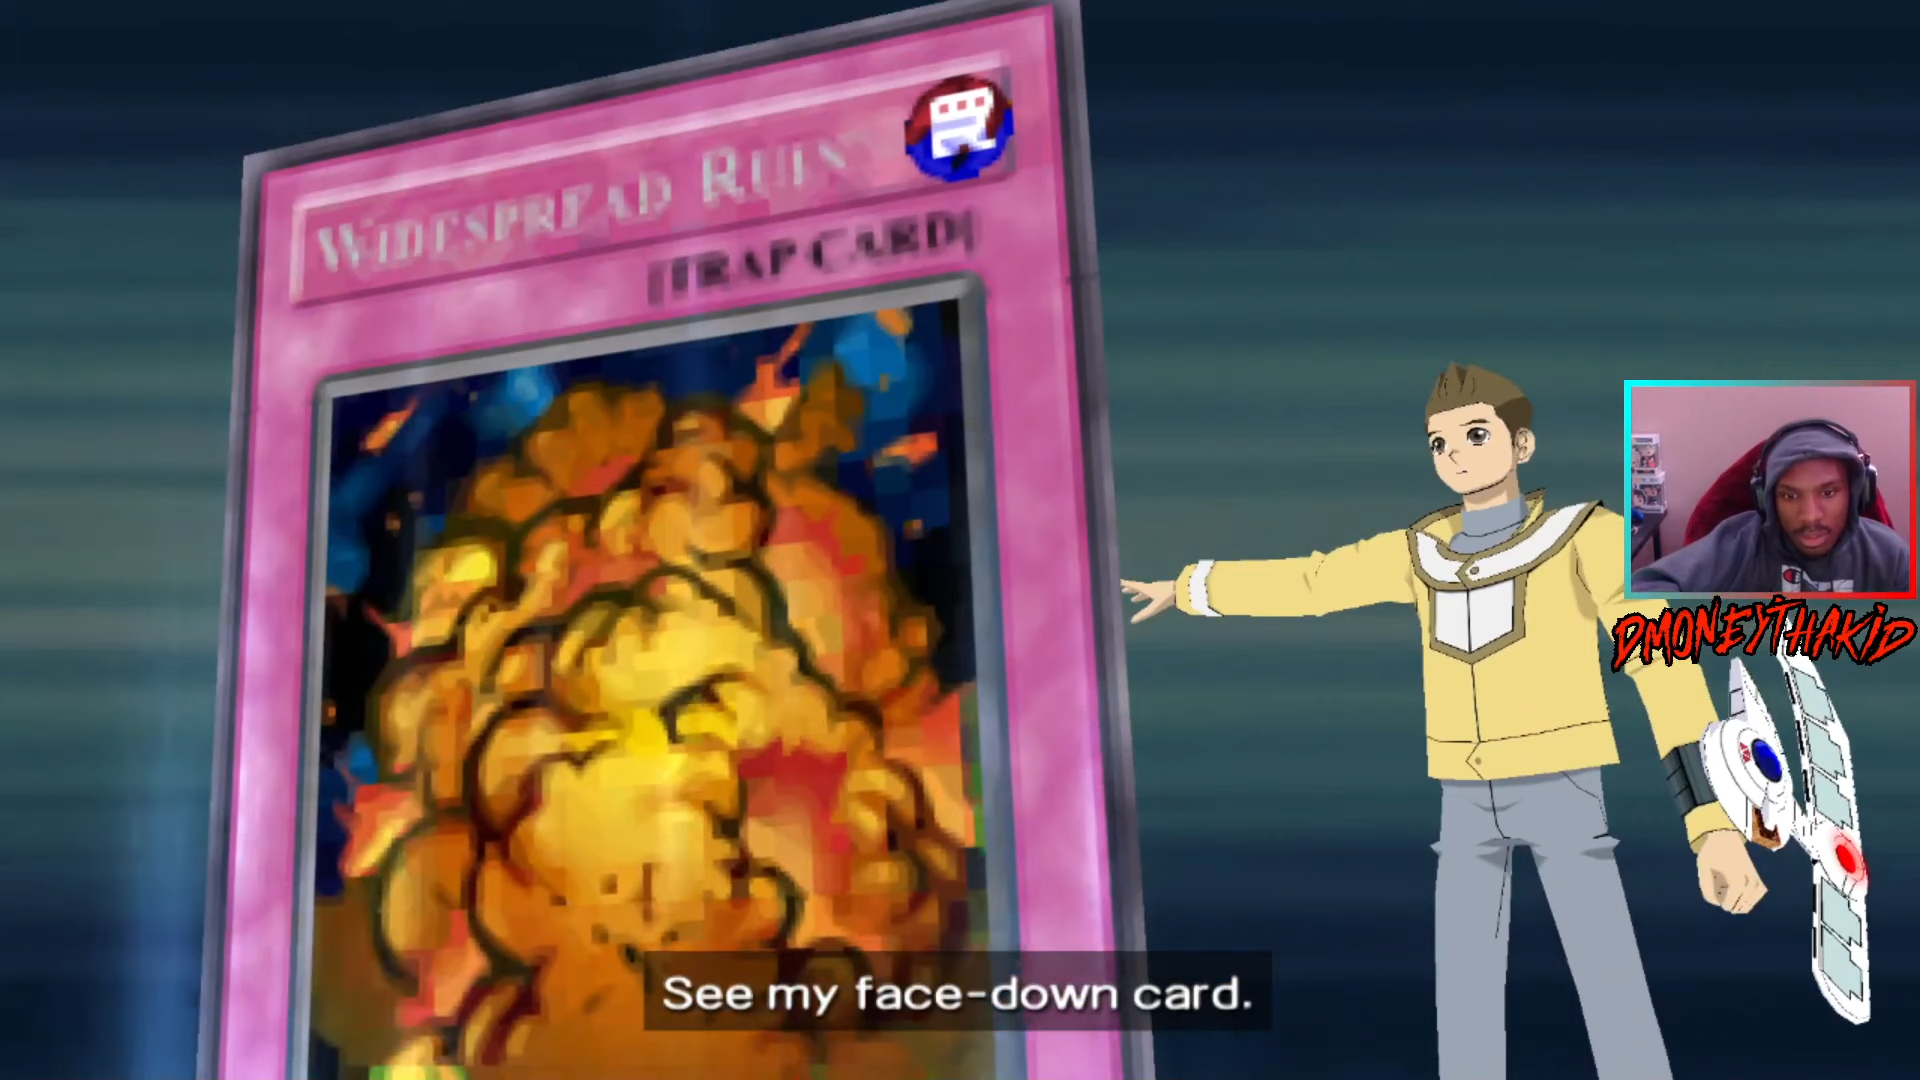 WIDESPREAD RUIN
[TRAP CARD]
DMONEYTHAKID
See my face-down card.